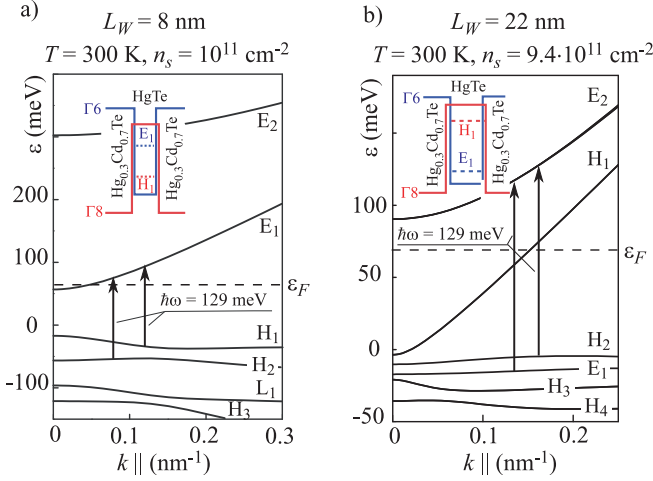 a)
L_W = 8 nm
T = 300 K, n_s = 10^11 cm^-2
ε (meV)
300
200
100
0
-100
0
0.1
0.2
0.3
k || (nm^-1)
HgTe
Γ6
Γ8
Hg0.3Cd0.7Te
E1
H1
Hg0.3Cd0.7Te
E2
E1
ε_F
ħω = 129 meV
H1
H2
L1
H3
b)
L_W = 22 nm
T = 300 K, n_s = 9.4·10^11 cm^-2
ε (meV)
150
100
50
0
-50
0
0.1
0.2
k || (nm^-1)
HgTe
Γ6
Γ8
Hg0.3Cd0.7Te
H1
E1
Hg0.3Cd0.7Te
E2
H1
ħω = 129 meV
ε_F
H2
E1
H3
H4